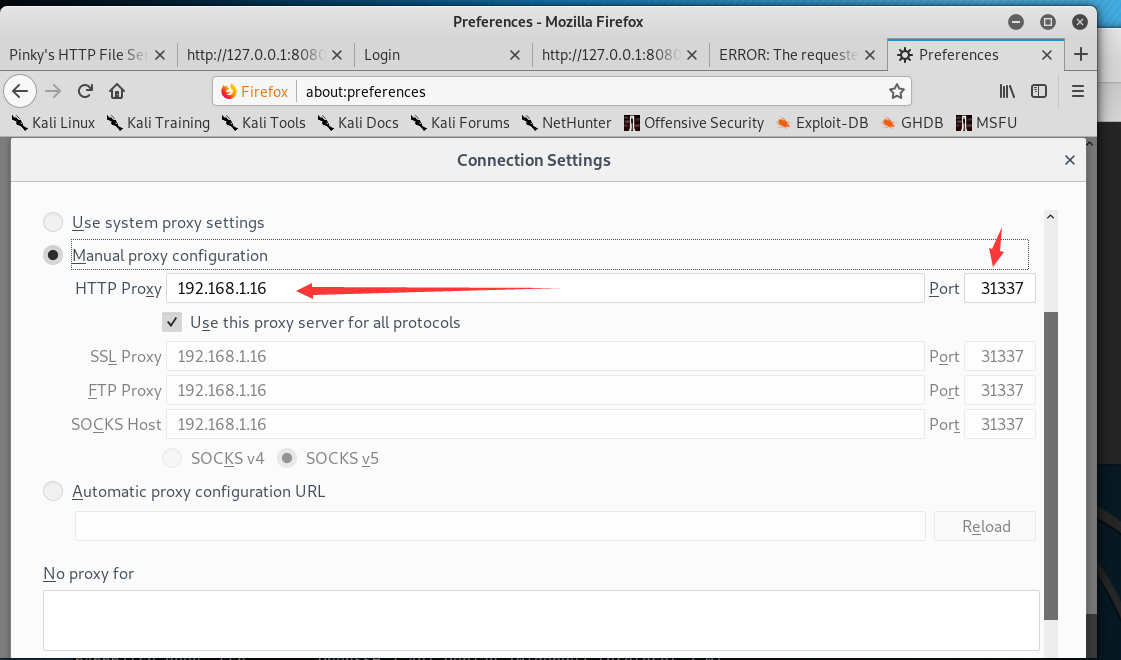 Preferences - Mozilla Firefox
Pinky's HTTP File Ser http://127.0.0.1:8080 Login http://127.0.0.1:8080 ERROR: The requeste Preferences
Firefox about:preferences
Kali Linux Kali Training Kali Tools Kali Docs Kali Forums NetHunter Offensive Security Exploit-DB GHDB MSFU
Connection Settings
Use system proxy settings
Manual proxy configuration
HTTP Proxy 192.168.1.16 Port 31337
Use this proxy server for all protocols
SSL Proxy 192.168.1.16 Port 31337
FTP Proxy 192.168.1.16 Port 31337
SOCKS Host 192.168.1.16 Port 31337
SOCKS v4 SOCKS v5
Automatic proxy configuration URL
Reload
No proxy for